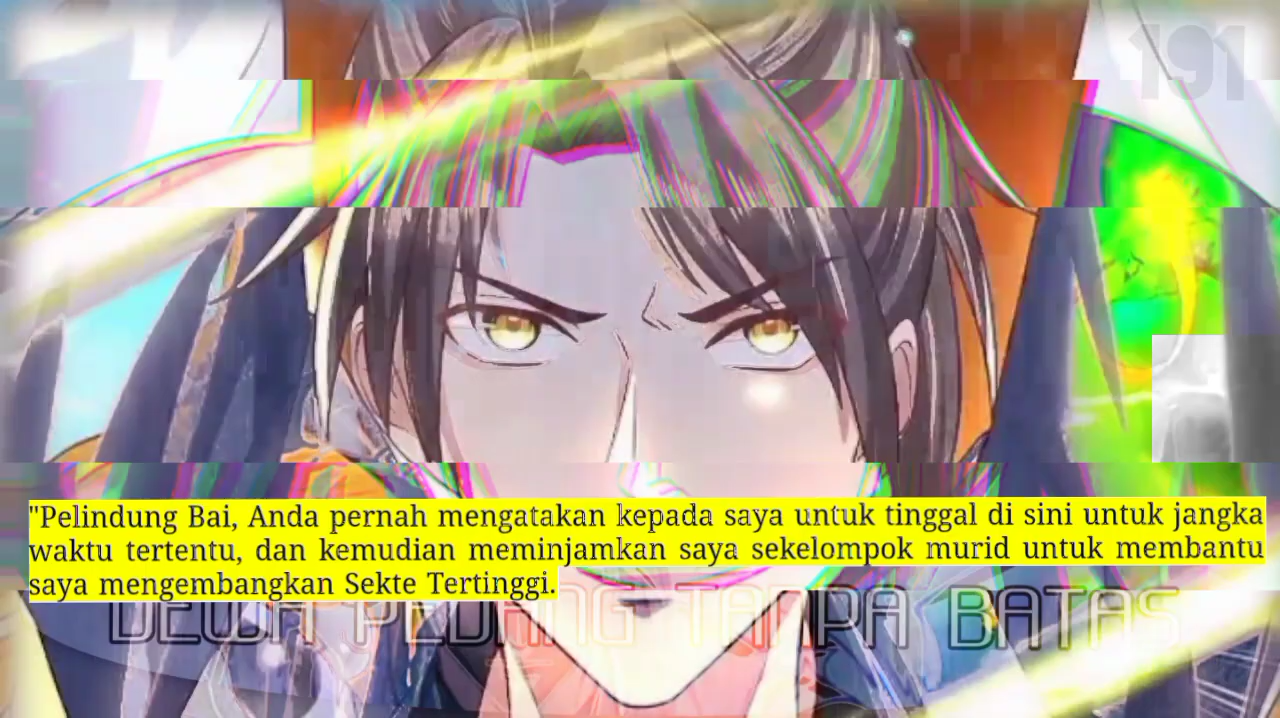 191
"Pelindung Bai, Anda pernah mengatakan kepada saya untuk tinggal di sini untuk jangka
waktu tertentu, dan kemudian meminjamkan saya sekelompok murid untuk membantu
saya mengembangkan Sekte Tertinggi.
DEWA PEDANG TANPA BATAS